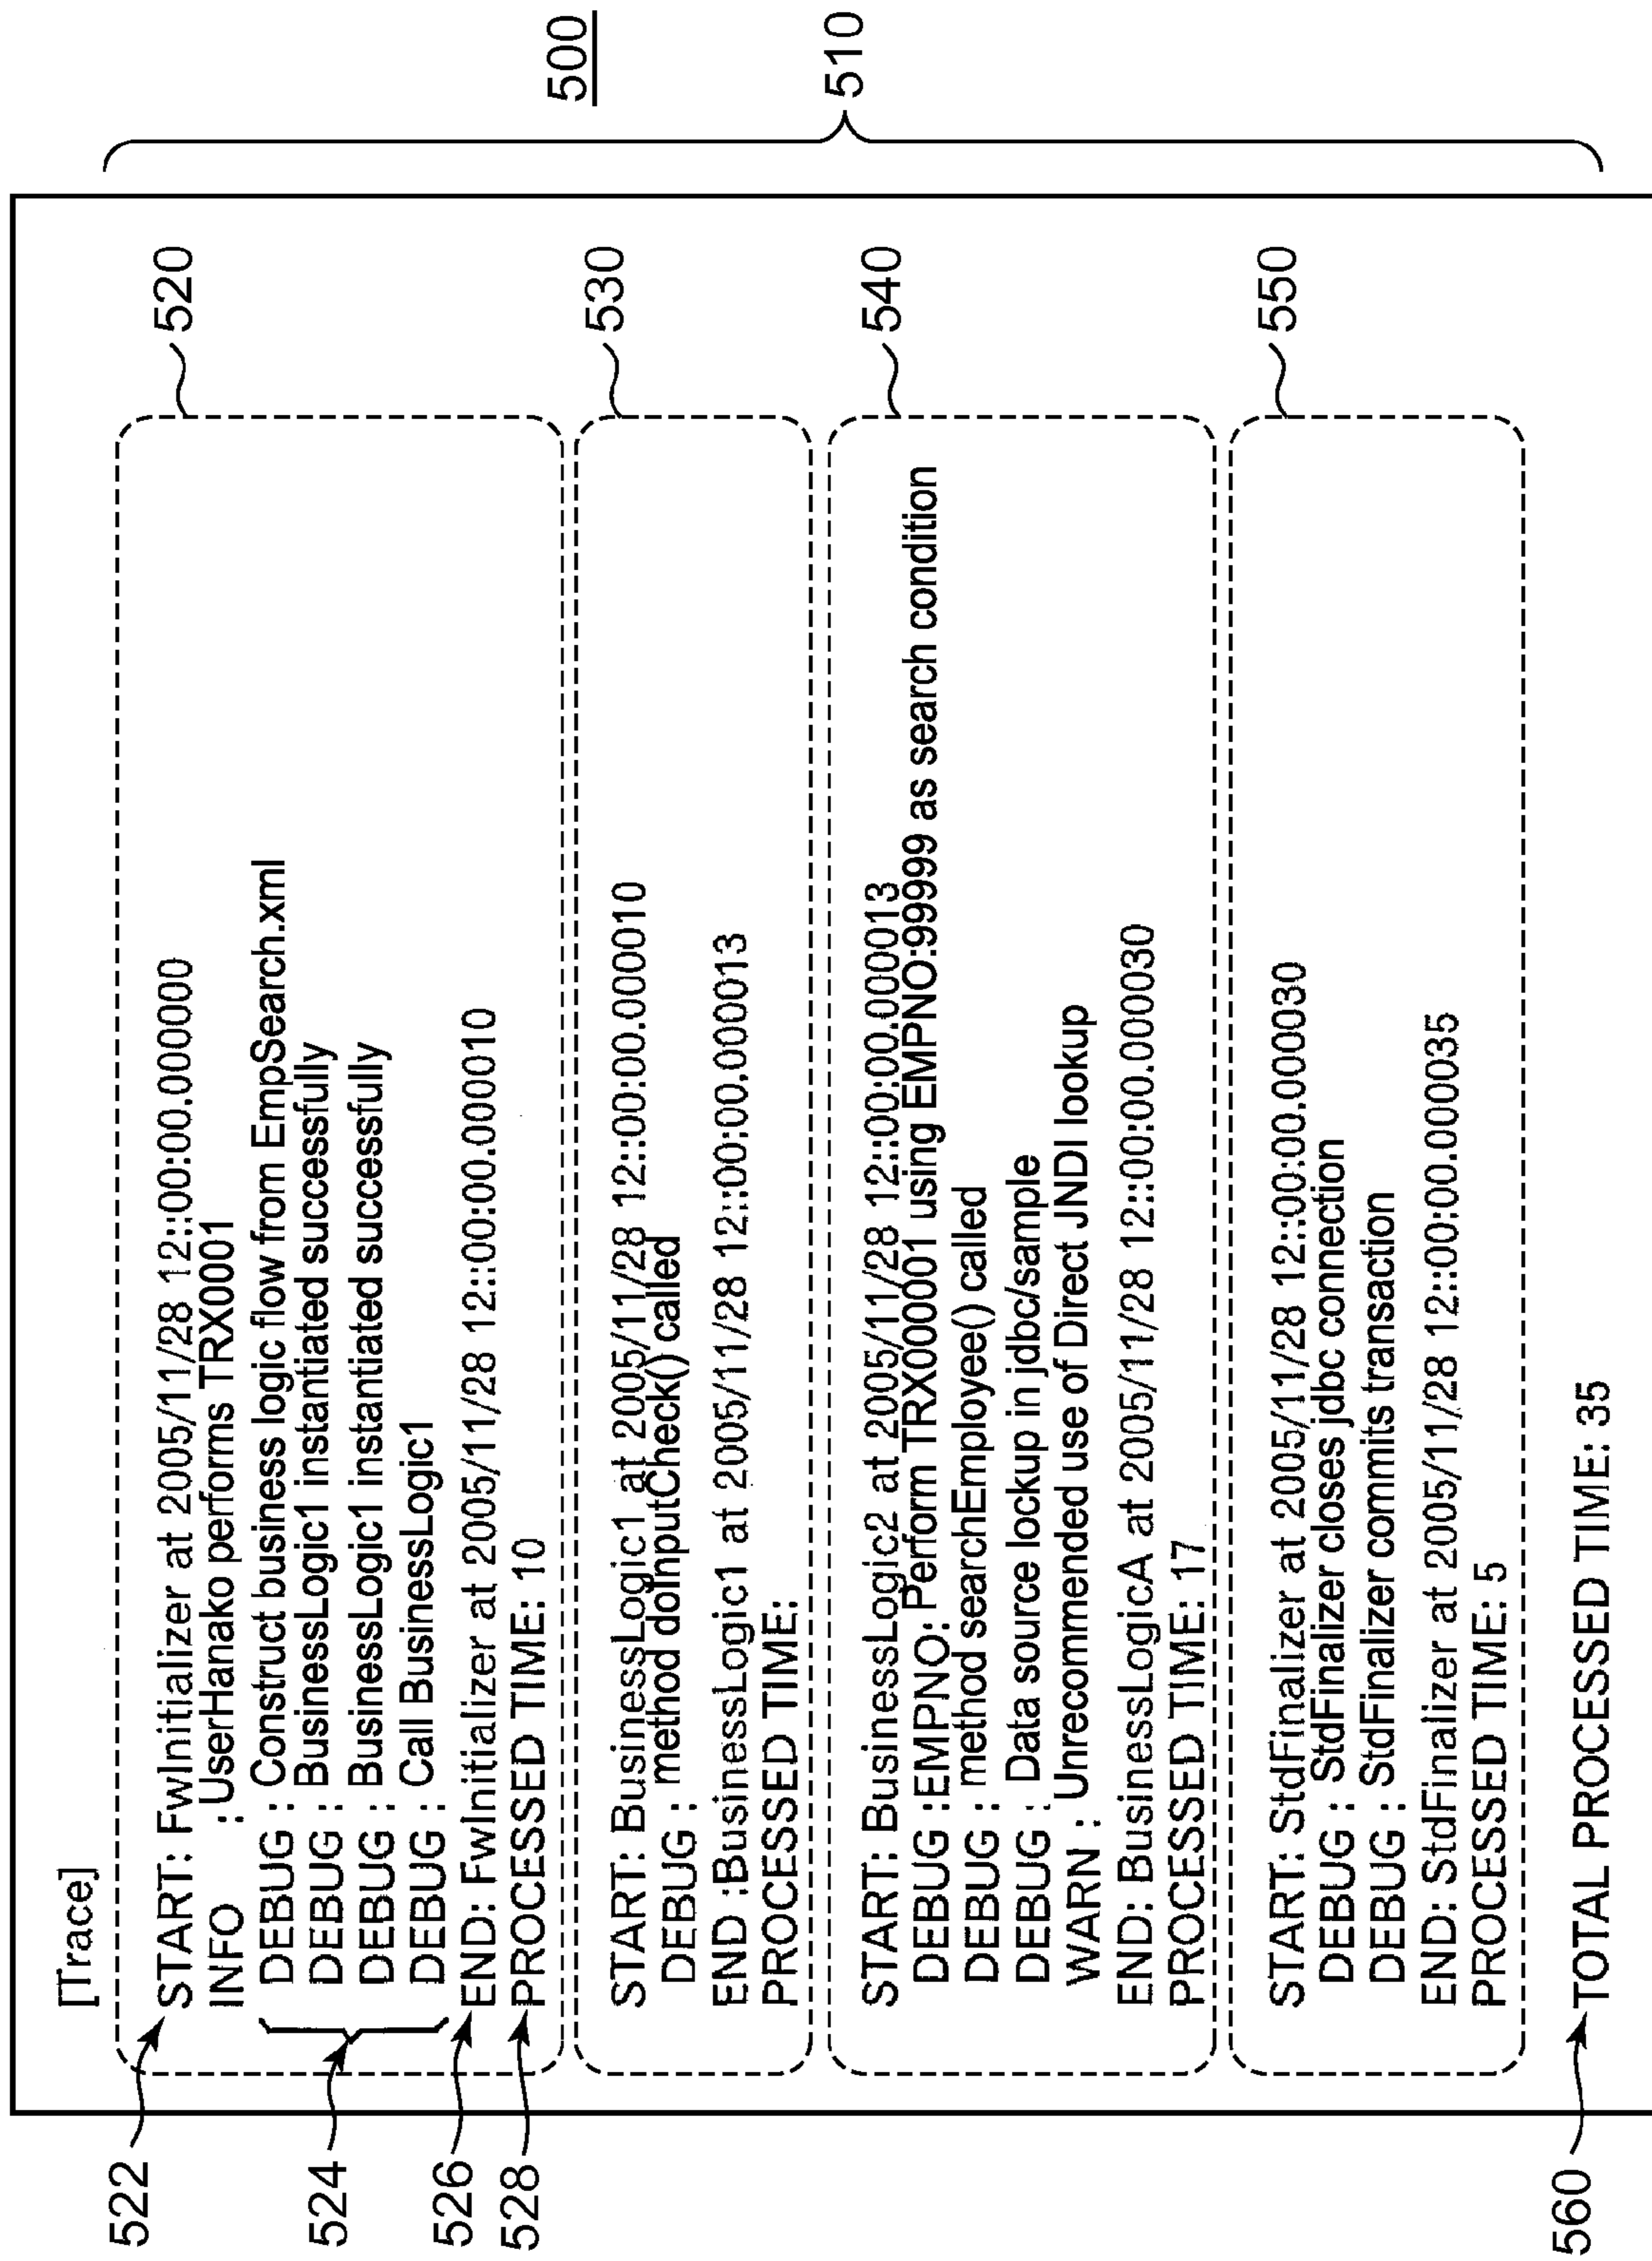 500
510
[Trace]
520
522
START: FwInitializer at 2005/11/28 12::00:00.000000
INFO : UserHanako performs TRX0001
524
DEBUG : Construct business logic flow from EmpSearch.xml
DEBUG : BusinessLogic1 instantiated successfully
DEBUG : BusinessLogic1 instantiated successfully
DEBUG : Call BusinessLogic1
526
END: FwInitializer at 2005/11/28 12::00:00.000010
528
PROCESSED TIME: 10
530
START: BusinessLogic1 at 2005/11/28 12::00:00.000010
DEBUG : method doInputCheck() called
END :BusinessLogic1 at 2005/11/28 12::00:00.000013
PROCESSED TIME:
540
START: BusinessLogic2 at 2005/11/28 12::00:00.000013
DEBUG :EMPNO: Perform TRX00001 using EMPNO:99999 as search condition
DEBUG : method searchEmployee() called
DEBUG : Data source lockup in jdbc/sample
WARN : Unrecommended use of Direct JNDI lookup
END: BusinessLogicA at 2005/11/28 12::00:00.000030
PROCESSED TIME: 17
550
START: StdFinalizer at 2005/11/28 12::00:00.000030
DEBUG : StdFinalizer closes jdbc connection
DEBUG : StdFinalizer commits transaction
END: StdFinalizer at 2005/11/28 12::00:00.000035
PROCESSED TIME: 5
560
TOTAL PROCESSED TIME: 35